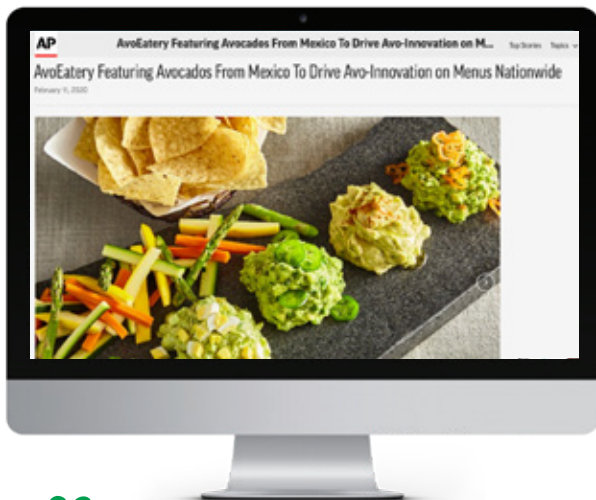 AP AvoEatery Featuring Avocados From Mexico To Drive Avo-Innovation on M... Top Stories Topics
AvoEatery Featuring Avocados From Mexico To Drive Avo-Innovation on Menus Nationwide
February 11, 2020